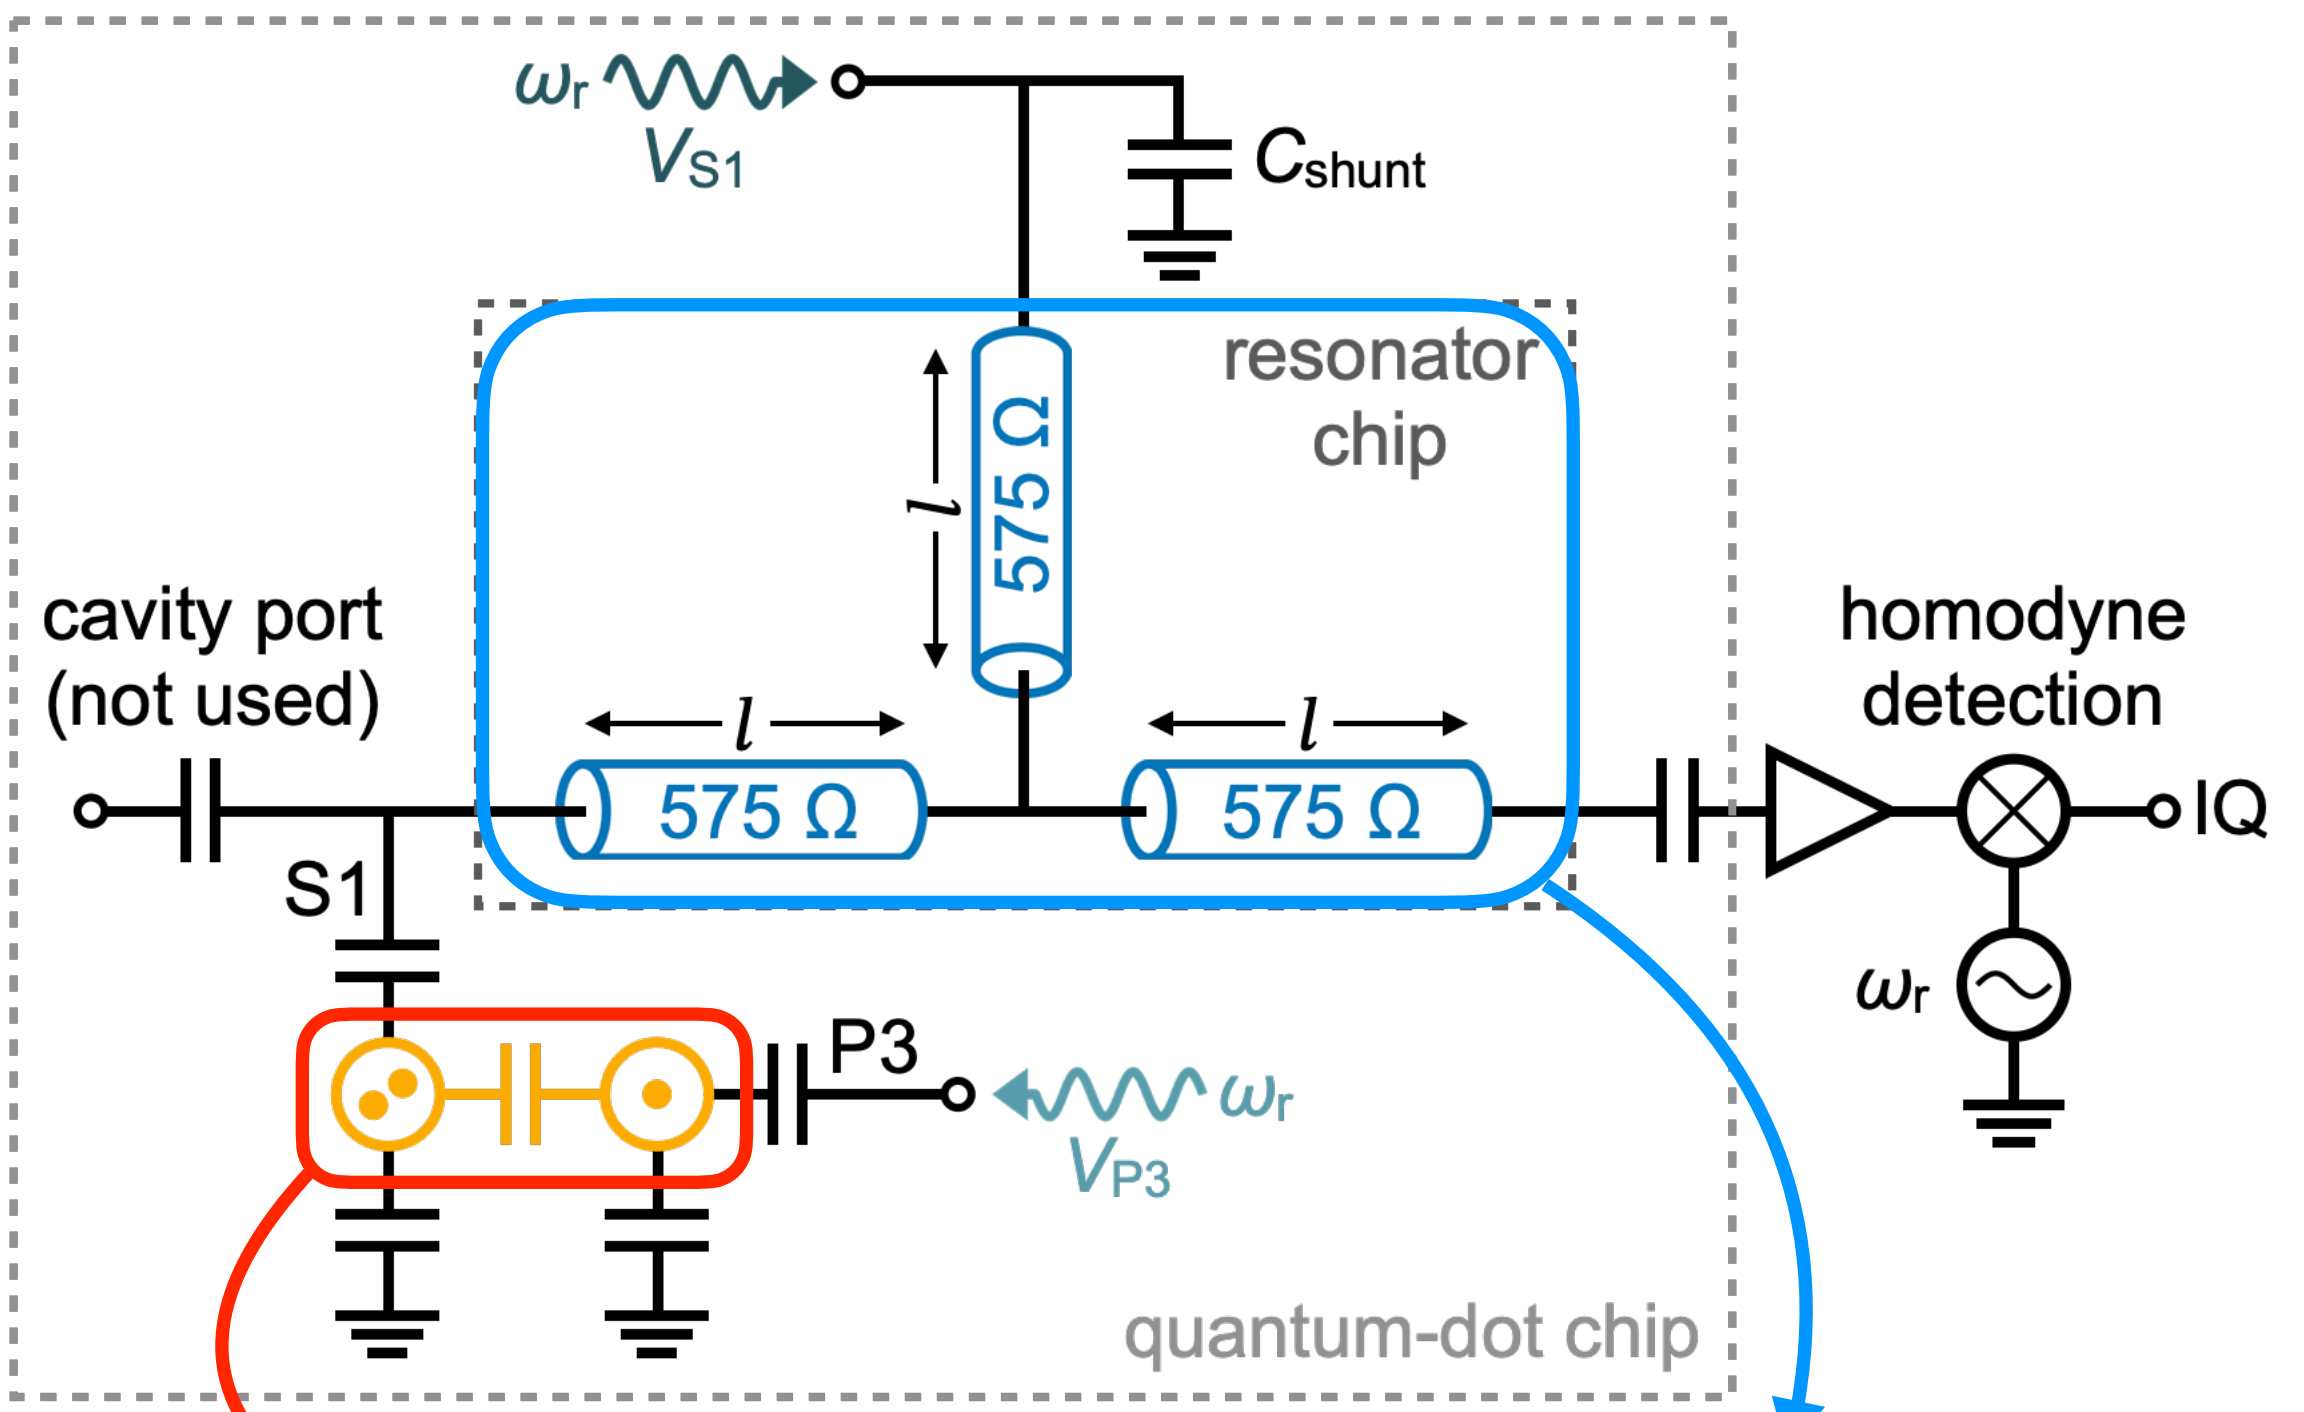 ωr
VS1
Cshunt
resonator
chip
l
575 Ω
cavity port
(not used)
homodyne
detection
l
l
575 Ω
575 Ω
IQ
S1
ωr
P3
ωr
VP3
quantum-dot chip